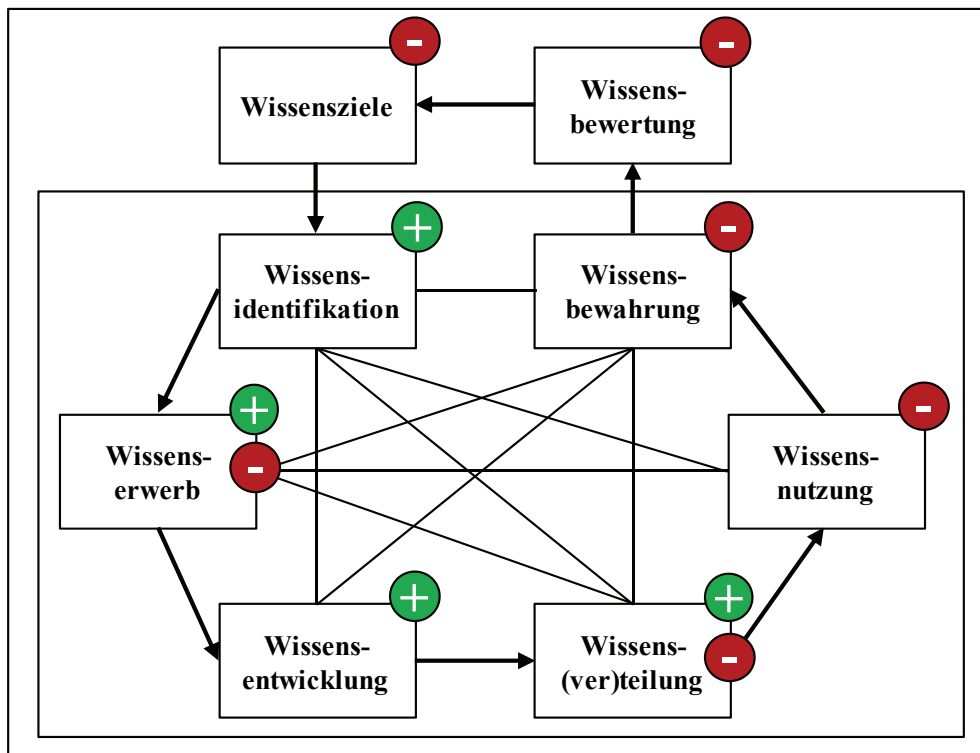 -
-
Wissensziele
Wissens-
bewertung
+
-
Wissens-
identifikation
Wissens-
bewahrung
+
-
-
Wissens-
erwerb
Wissens-
nutzung
+
+
-
Wissens-
entwicklung
Wissens-
(ver)teilung